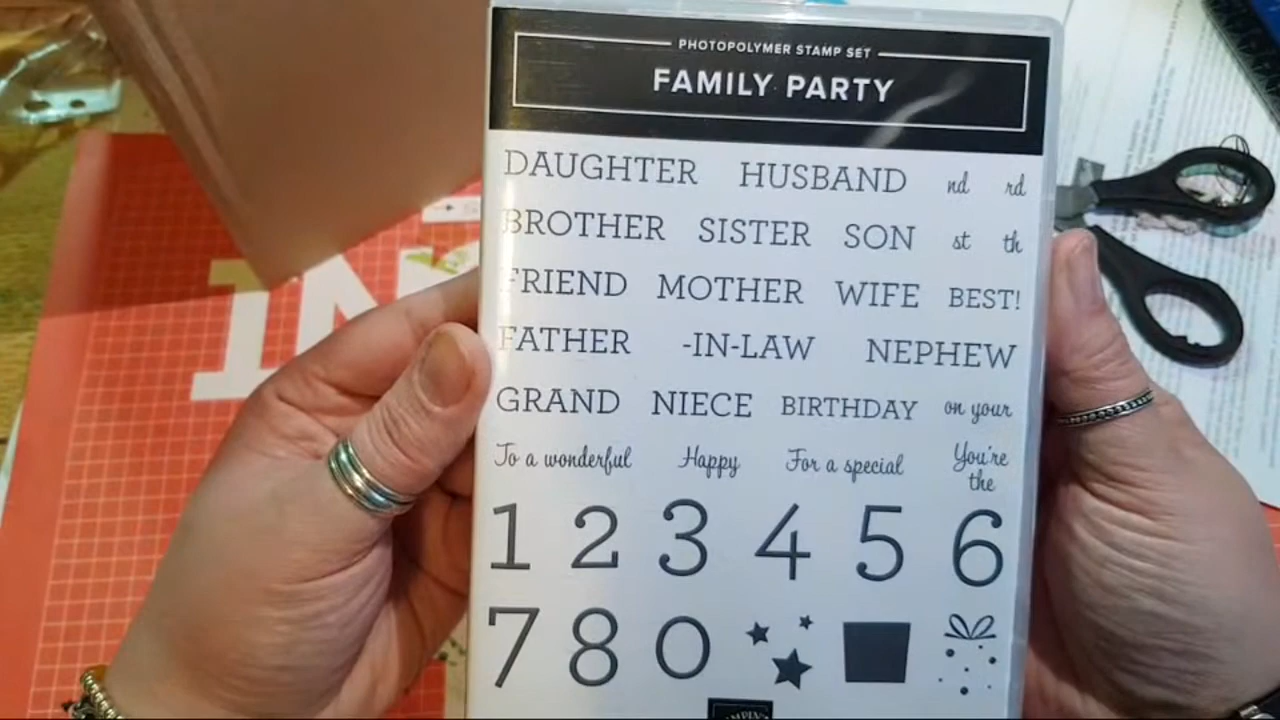 PHOTOPOLYMER STAMP SET
FAMILY PARTY
DAUGHTER HUSBAND nd rd
BROTHER SISTER SON st th
FRIEND MOTHER WIFE BEST!
FATHER -IN-LAW NEPHEW
GRAND NIECE BIRTHDAY on your
To a wonderful Happy For a special You're the
1 2 3 4 5 6
7 8 0